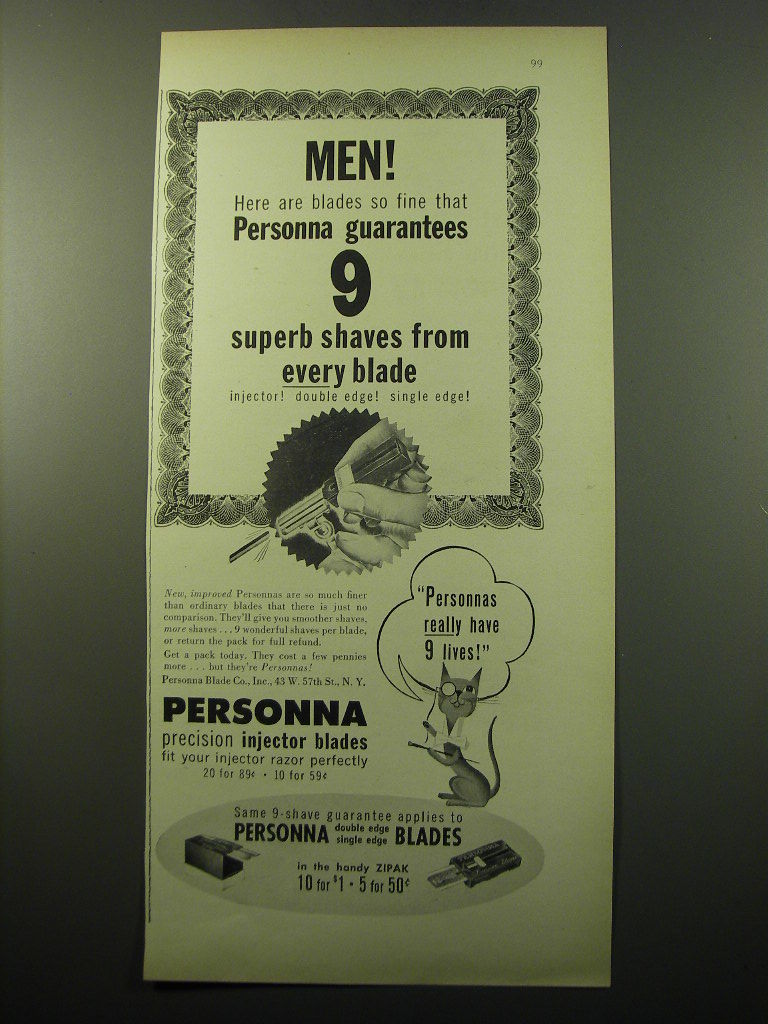 99
MEN!
Here are blades so fine that
Personna guarantees
9
superb shaves from
every blade
injector! double edge! single edge!
New, improved Personnas are so much finer
than ordinary blades that there is just no
comparison. They'll give you smoother shaves,
more shaves . . . 9 wonderful shaves per blade,
or return the pack for full refund.
Get a pack today. They cost a few pennies
more . . . but they're Personnas!
Personna Blade Co., Inc., 43 W. 57th St., N. Y.
"Personnas
really have
9 lives!"
PERSONNA
precision injector blades
fit your injector razor perfectly
20 for 89¢ • 10 for 59¢
Same 9-shave guarantee applies to
PERSONNA double edge single edge BLADES
in the handy ZIPAK
10 for $1 • 5 for 50¢
PERSONNA